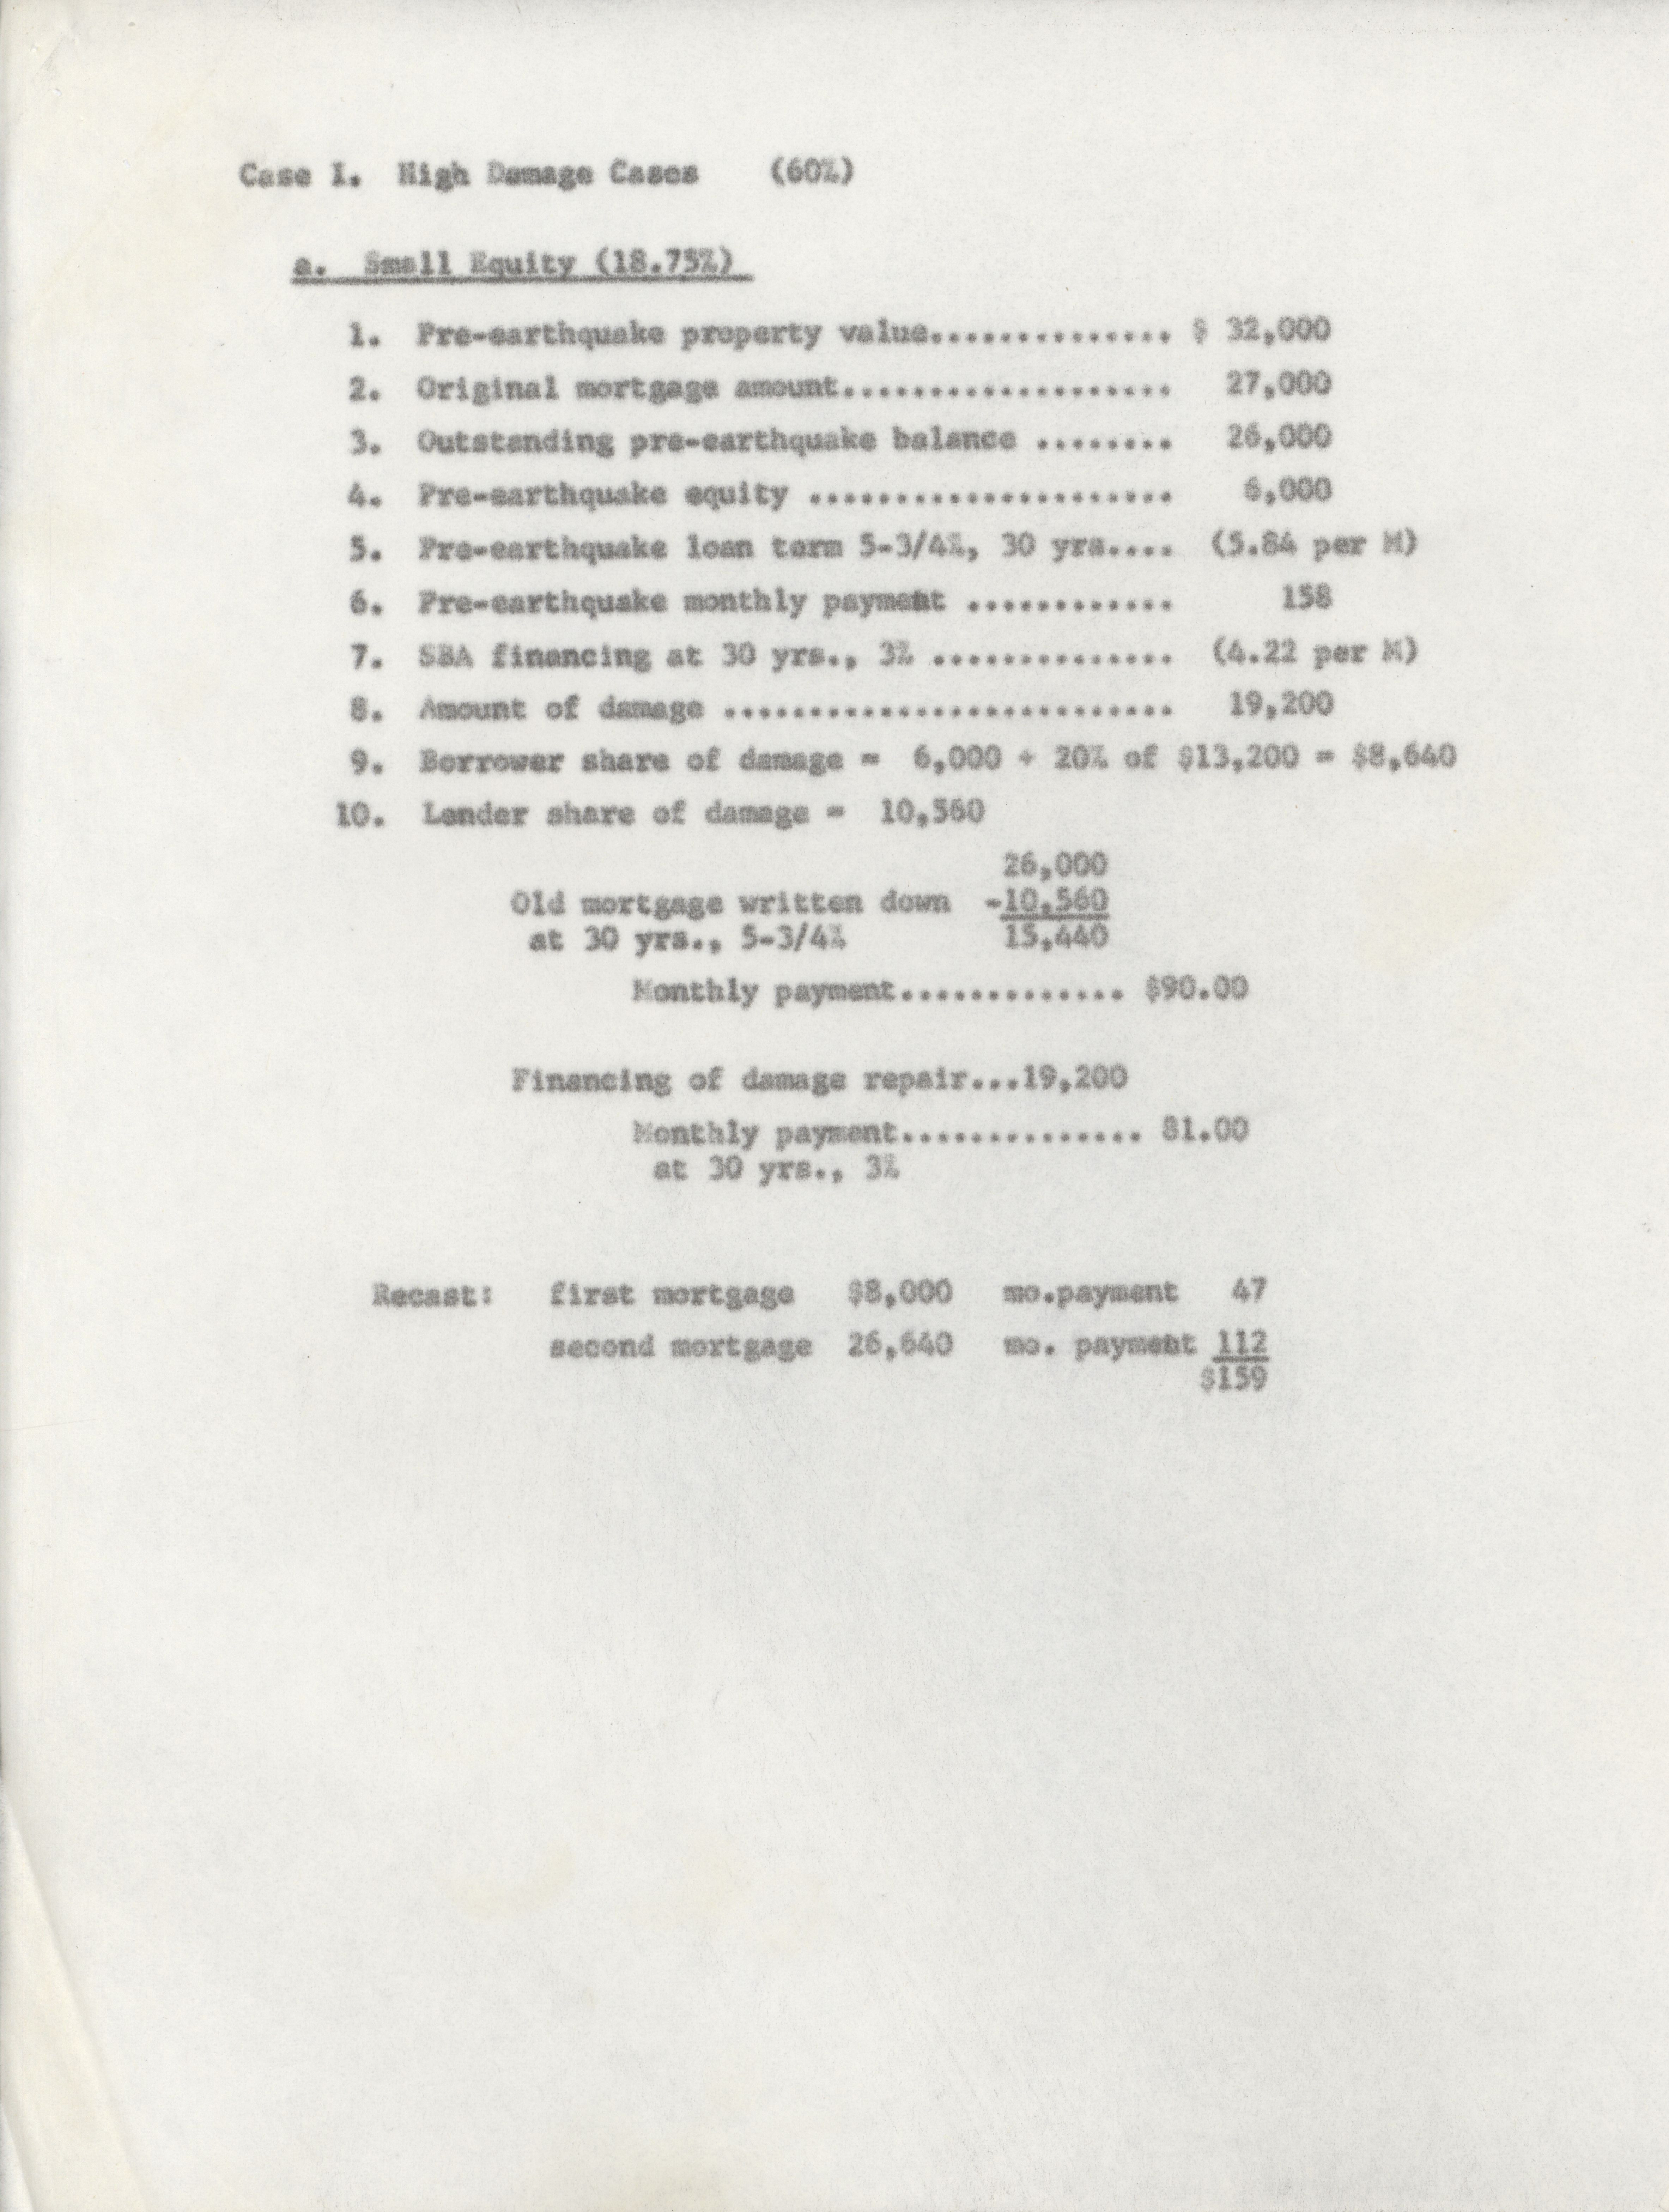 Case I. High Damage Cases (60%)
a. Small Equity (18.75%)
1. Pre-earthquake property value.............. $ 32,000
2. Original mortgage amount................... 27,000
3. Outstanding pre-earthquake balance ........ 26,000
4. Pre-earthquake equity ..................... 6,000
5. Pre-earthquake loan term 5-3/4%, 30 yrs.... (5.84 per M)
6. Pre-earthquake monthly payment ............ 158
7. SBA financing at 30 yrs., 3% .............. (4.22 per M)
8. Amount of damage .......................... 19,200
9. Borrower share of damage = 6,000 + 20% of $13,200 = $8,640
10. Lender share of damage = 10,560
26,000
Old mortgage written down -10,560
at 30 yrs., 5-3/4% 15,440
Monthly payment............. $90.00
Financing of damage repair...19,200
Monthly payment.............. 81.00
at 30 yrs., 3%
Recast: first mortgage $8,000 mo.payment 47
second mortgage 26,640 mo. payment 112
$159